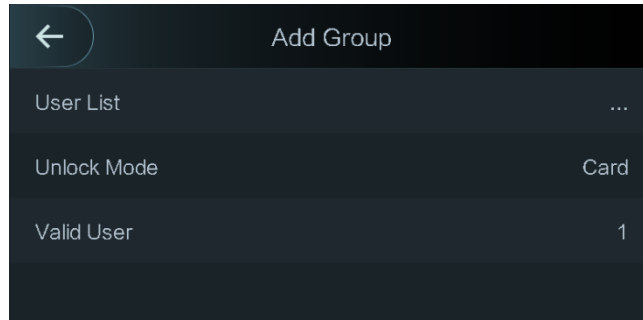 Add Group
User List ...
Unlock Mode Card
Valid User 1